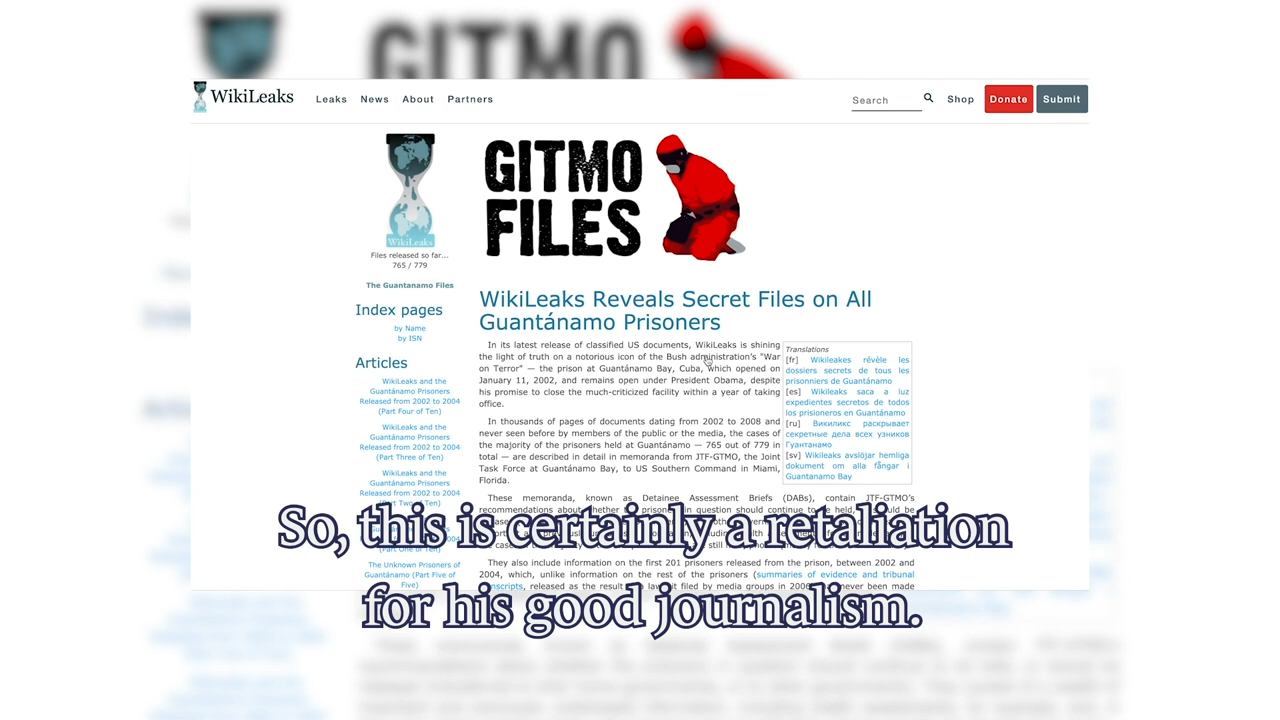 GITMO
WikiLeaks
Leaks News About Partners
Search
Shop
Donate
Submit
WikiLeaks
Files released so far...
765 / 779
The Guantanamo Files
Index pages
by Name
by ISN
Articles
WikiLeaks and the
Guantánamo Prisoners
Released from 2002 to 2004
(Part Four of Ten)
WikiLeaks and the
Guantánamo Prisoners
Released from 2002 to 2004
(Part Three of Ten)
WikiLeaks and the
Guantánamo Prisoners
Released from 2002 to 2004
The Unknown Prisoners of
Guantánamo (Part Five of
Five)
GITMO
FILES
WikiLeaks Reveals Secret Files on All
Guantánamo Prisoners
In its latest release of classified US documents, WikiLeaks is shining
the light of truth on a notorious icon of the Bush administration's "War
on Terror" — the prison at Guantánamo Bay, Cuba, which opened on
January 11, 2002, and remains open under President Obama, despite
his promise to close the much-criticized facility within a year of taking
office.
In thousands of pages of documents dating from 2002 to 2008 and
never seen before by members of the public or the media, the cases of
the majority of the prisoners held at Guantánamo — 765 out of 779 in
total — are described in detail in memoranda from JTF-GTMO, the Joint
Task Force at Guantánamo Bay, to US Southern Command in Miami,
Florida.
Translations
[fr] Wikileakes révèle les
dossiers secrets de tous les
prisonniers de Guantánamo
[es] Wikileaks saca a luz
expedientes secretos de todos
los prisioneros en Guantánamo
[ru] Викиликс раскрывает
секретные дела всех узников
Гуантанамо
[sv] Wikileaks avslöjar hemliga
dokument om alla fångar i
Guantanamo Bay
These memoranda, known as Detainee Assessment Briefs (DABs), contain JTF-GTMO's
They also include information on the first 201 prisoners released from the prison, between 2002 and
2004, which, unlike information on the rest of the prisoners (summaries of evidence and tribunal
So, this is certainly a retaliation
for his good journalism.